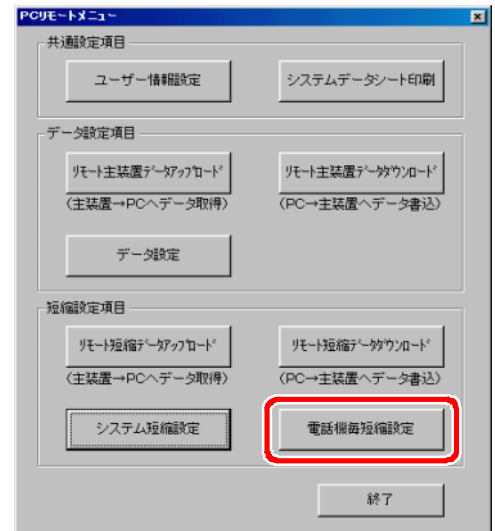 PCリモートメニュー
共通設定項目
ユーザー情報設定
システムデータシート印刷
データ設定項目
ﾘﾓｰﾄ主装置ﾃﾞｰﾀｱｯﾌﾟﾛｰﾄﾞ
ﾘﾓｰﾄ主装置ﾃﾞｰﾀﾀﾞｳﾝﾛｰﾄﾞ
(主装置→PCへデータ取得)
(PC→主装置へデータ書込)
データ設定
短縮設定項目
ﾘﾓｰﾄ短縮ﾃﾞｰﾀｱｯﾌﾟﾛｰﾄﾞ
ﾘﾓｰﾄ短縮ﾃﾞｰﾀﾀﾞｳﾝﾛｰﾄﾞ
(主装置→PCへデータ取得)
(PC→主装置へデータ書込)
システム短縮設定
電話機毎短縮設定
終了